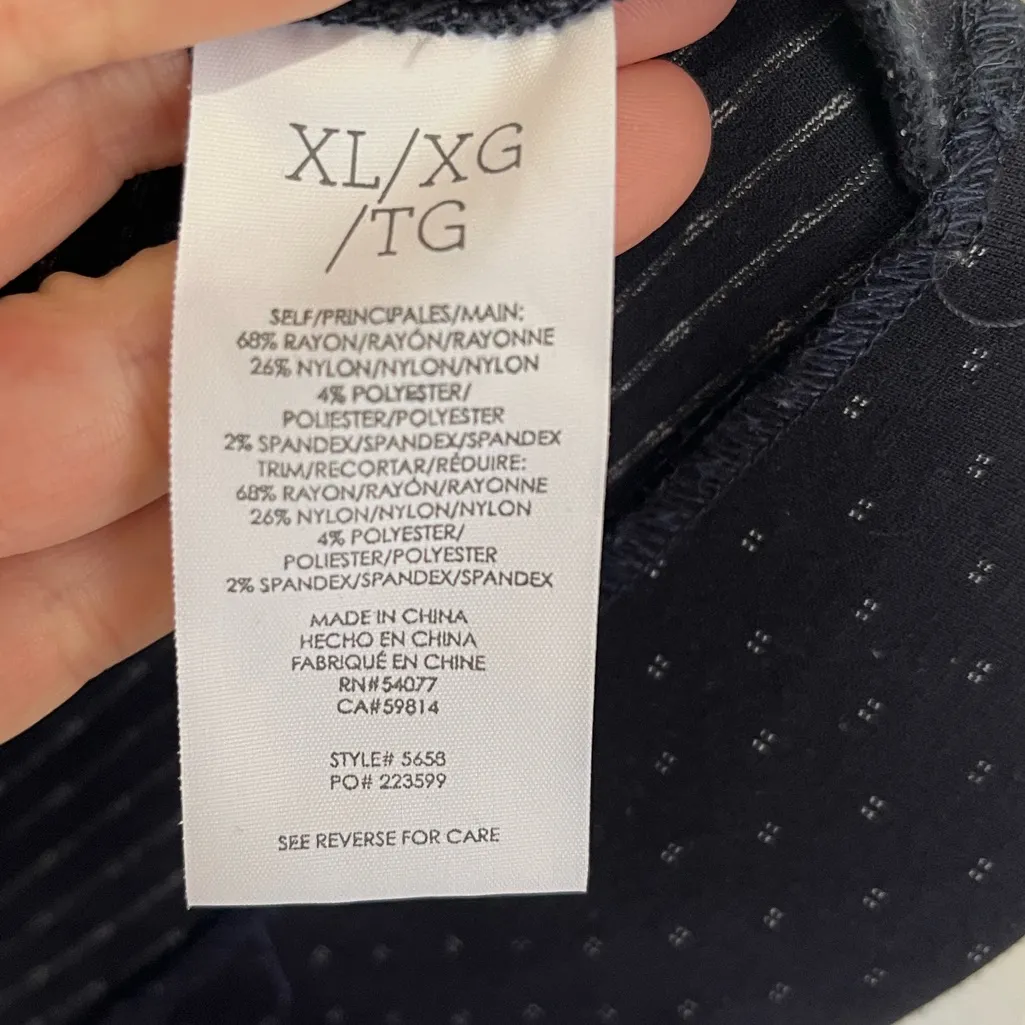 XL/XG
/TG
SELF/PRINCIPALES/MAIN:
68% RAYON/RAYÓN/RAYONNE
26% NYLON/NYLON/NYLON
4% POLYESTER/
POLIESTER/POLYESTER
2% SPANDEX/SPANDEX/SPANDEX
TRIM/RECORTAR/RÉDUIRE:
68% RAYON/RAYÓN/RAYONNE
26% NYLON/NYLON/NYLON
4% POLYESTER/
POLIESTER/POLYESTER
2% SPANDEX/SPANDEX/SPANDEX
MADE IN CHINA
HECHO EN CHINA
FABRIQUÉ EN CHINE
RN#54077
CA#59814
STYLE# 5658
PO# 223599
SEE REVERSE FOR CARE